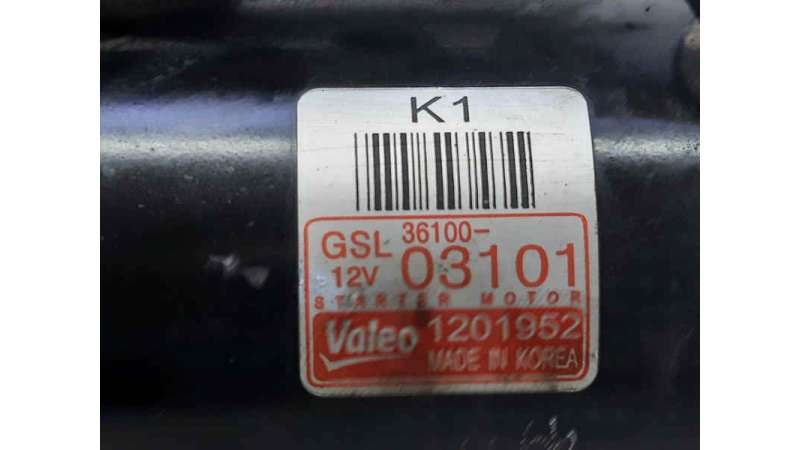 K1
GSL 36100-
12V 03101
STARTER MOTOR
Valeo 1201952
MADE IN KOREA